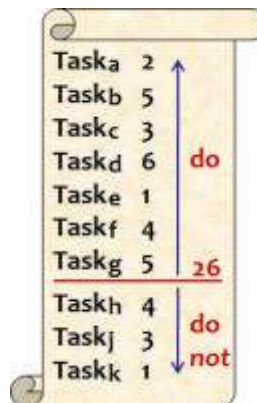 Taska 2
Taskb 5
Taskc 3
Taskd 6
do
Taske 1
Taskf 4
Taskg 5 26
Taskh 4
do
Taskj 3
not
Taskk 1